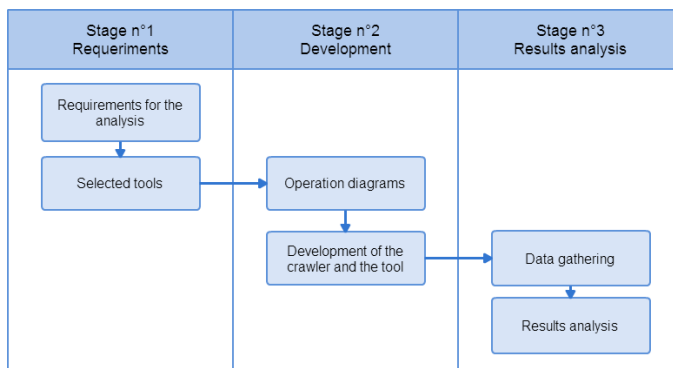 Stage n°1
Requeriments
Stage n°2
Development
Stage n°3
Results analysis
Requirements for the
analysis
Selected tools
Operation diagrams
Development of the
crawler and the tool
Data gathering
Results analysis